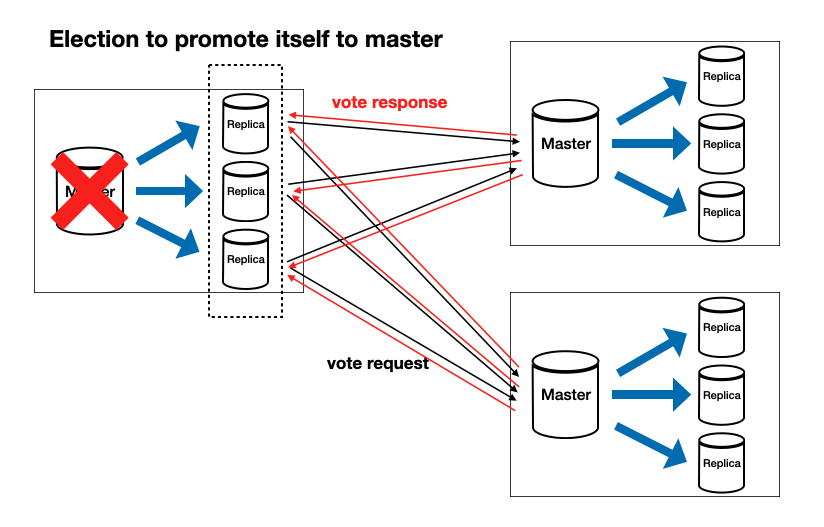 Election to promote itself to master
vote response
Replica
Replica
Replica
Master
Replica
Replica
Replica
Master
vote request
Replica
Replica
Replica
Master